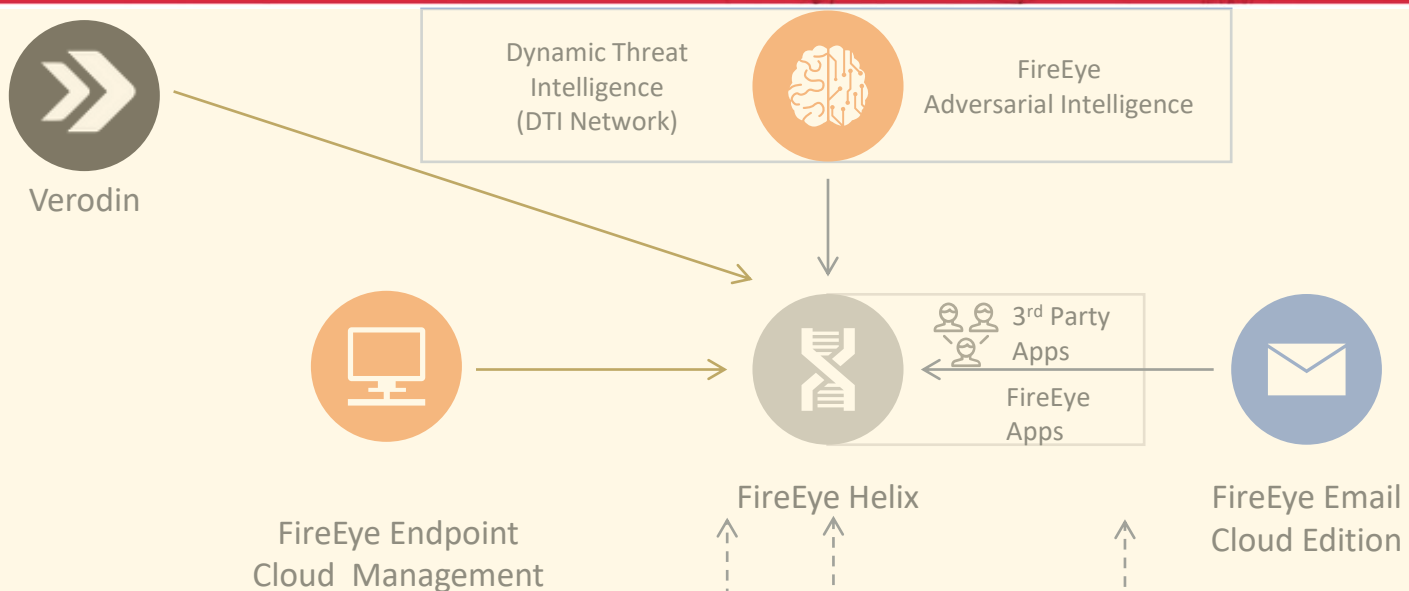 Dynamic Threat
Intelligence
(DTI Network)
FireEye
Adversarial Intelligence
Verodin
3rd Party
Apps
FireEye
Apps
FireEye Helix
FireEye Email
Cloud Edition
FireEye Endpoint
Cloud Management